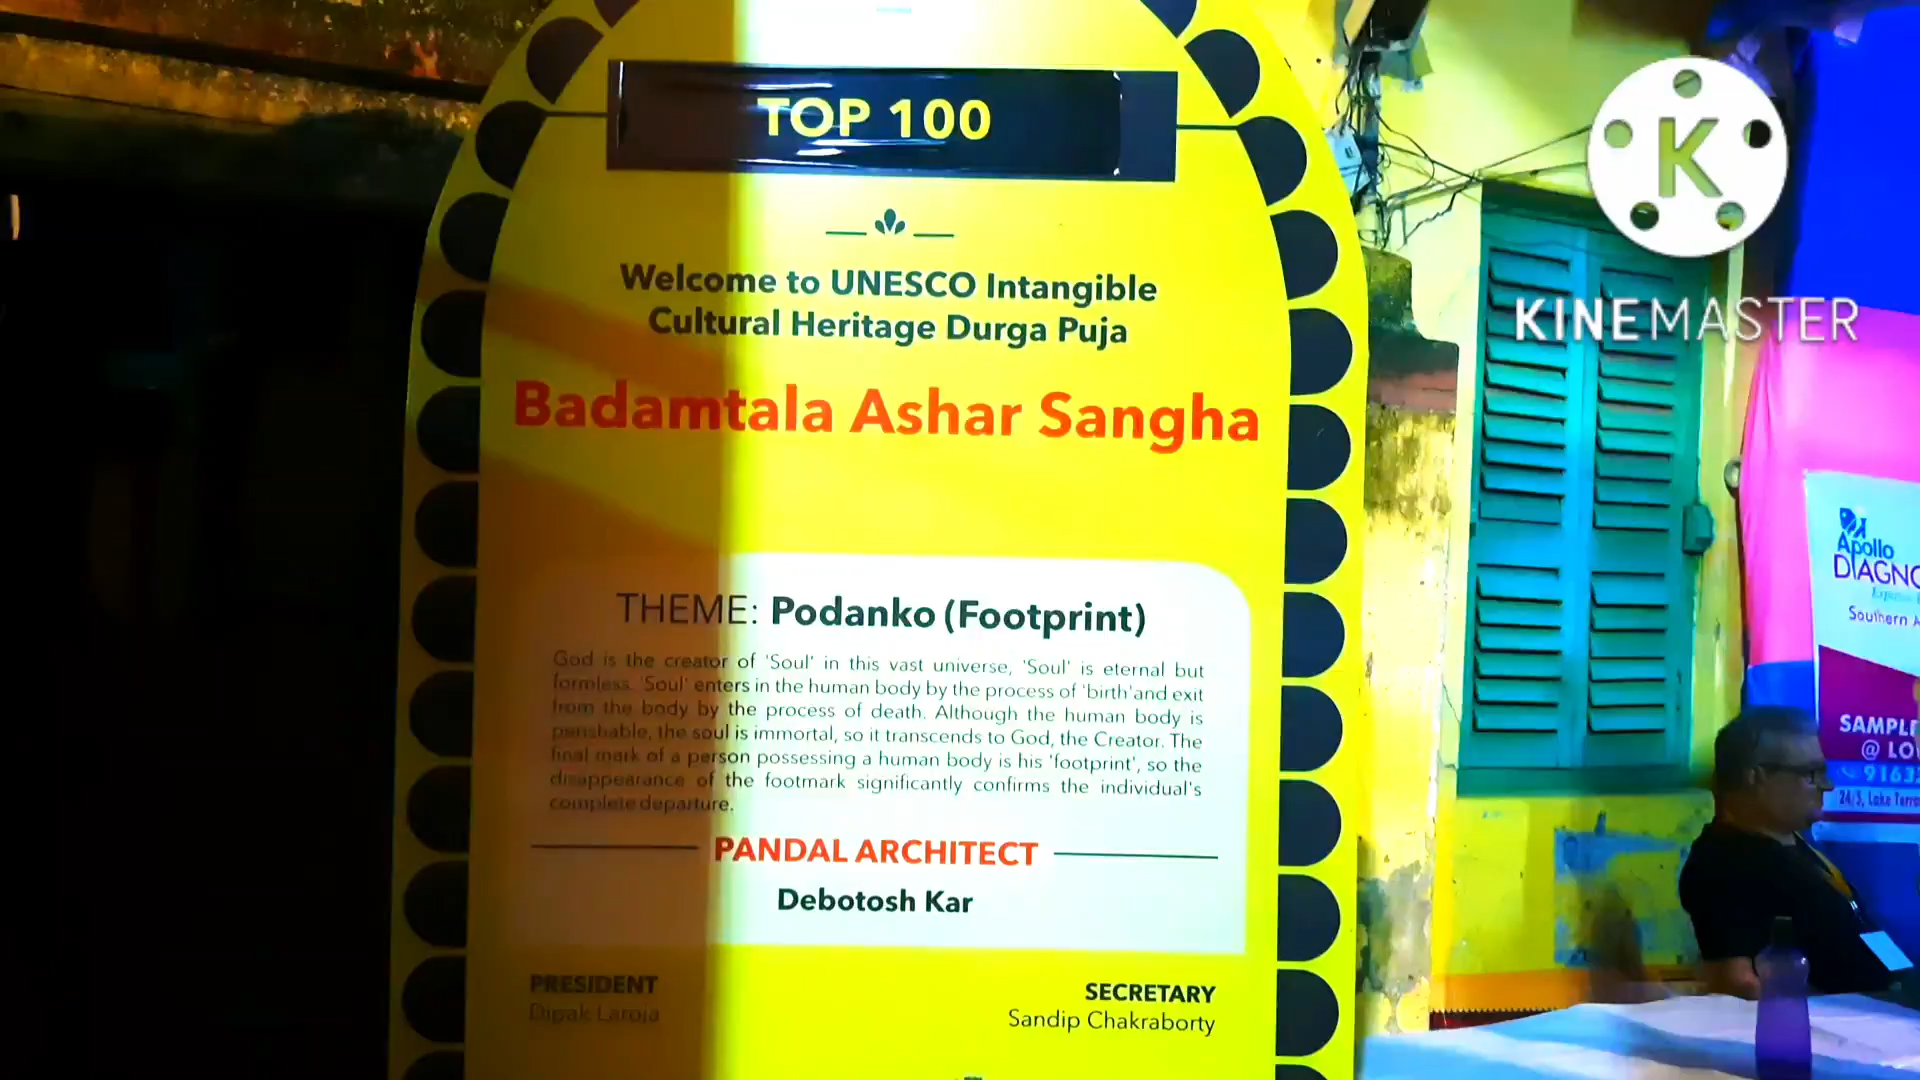 TOP 100
Welcome to UNESCO Intangible
Cultural Heritage Durga Puja
Badamtala Ashar Sangha
THEME: Podanko (Footprint)
God is the creator of 'Soul' in this vast universe, 'Soul' is eternal but
formless. 'Soul' enters in the human body by the process of 'birth'and exit
from the body by the process of death. Although the human body is
perishable, the soul is immortal, so it transcends to God, the Creator. The
final mark of a person possessing a human body is his 'footprint', so the
disappearance of the footmark significantly confirms the individual's
complete departure.
PANDAL ARCHITECT
Debotosh Kar
PRESIDENT
Dipak Laroja
SECRETARY
Sandip Chakraborty
K
KINEMASTER
Apollo
DIAGNO
Southern A
SAMPLE
@ LO
9163
24/5, Lake Terra